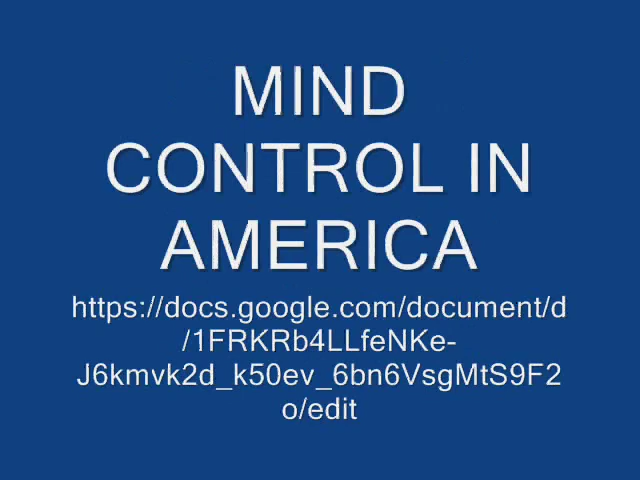 MIND
CONTROL IN
AMERICA
https://docs.google.com/document/d
/1FRKRb4LLfeNKe-
J6kmvk2d_k50ev_6bn6VsgMtS9F2
o/edit